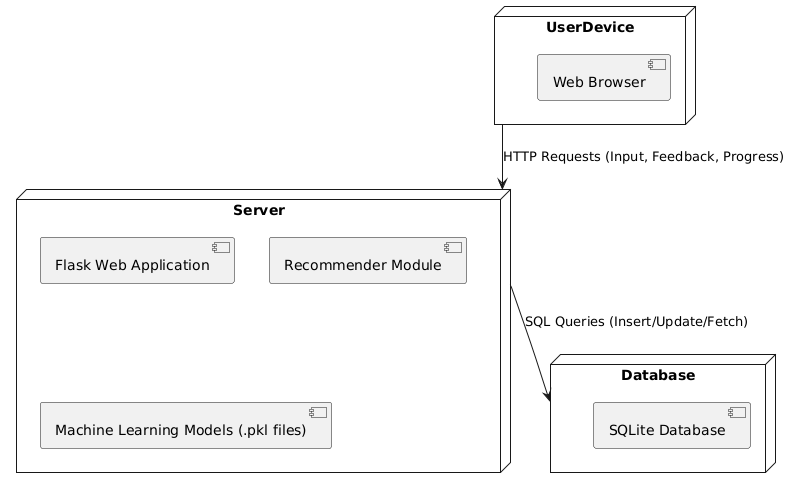 UserDevice
Web Browser
HTTP Requests (Input, Feedback, Progress)
Server
Flask Web Application
Recommender Module
SQL Queries (Insert/Update/Fetch)
Database
Machine Learning Models (.pkl files)
SQLite Database